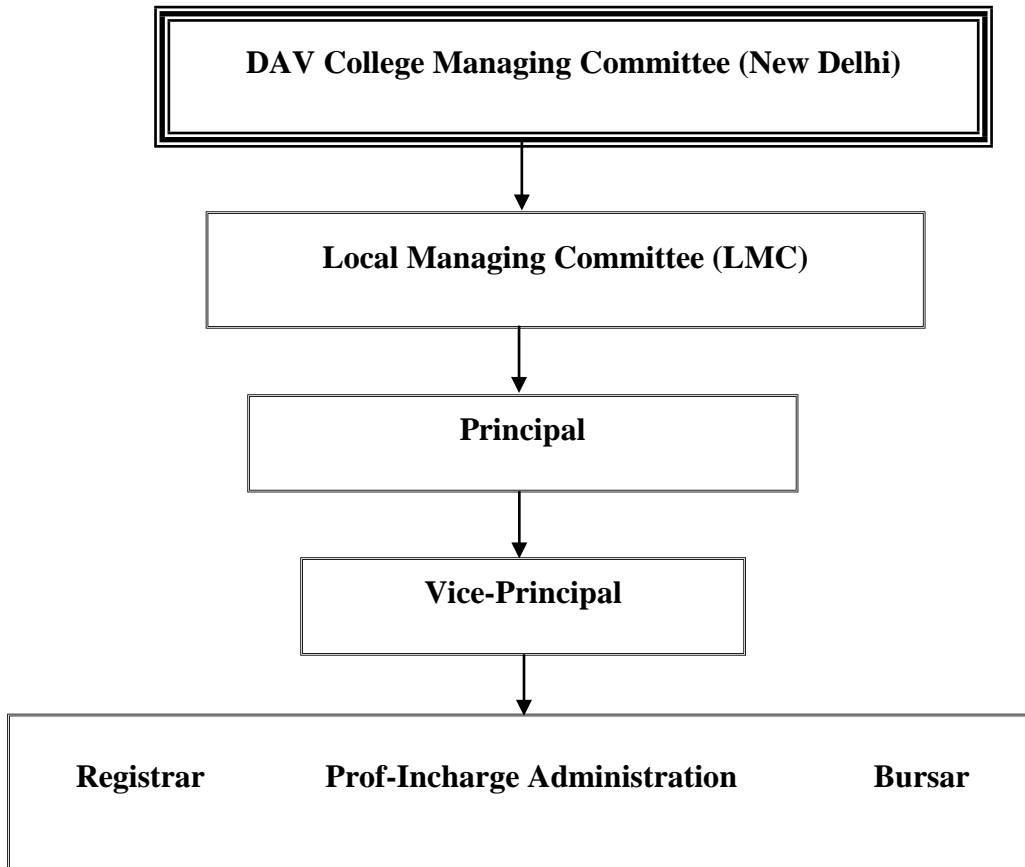 DAV College Managing Committee (New Delhi)
Local Managing Committee (LMC)
Principal
Vice-Principal
Registrar Prof-Incharge Administration Bursar